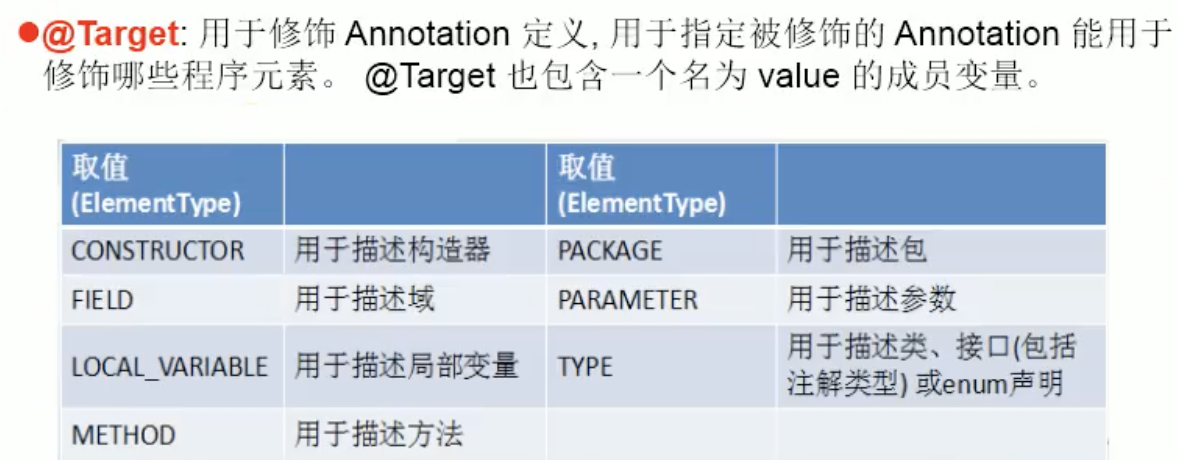 ●@Target: 用于修饰 Annotation 定义, 用于指定被修饰的 Annotation 能用于
修饰哪些程序元素。 @Target 也包含一个名为 value 的成员变量。
取值
(ElementType)
取值
(ElementType)
CONSTRUCTOR 用于描述构造器 PACKAGE 用于描述包
FIELD 用于描述域 PARAMETER 用于描述参数
LOCAL_VARIABLE 用于描述局部变量 TYPE 用于描述类、接口(包括
注解类型) 或enum声明
METHOD 用于描述方法